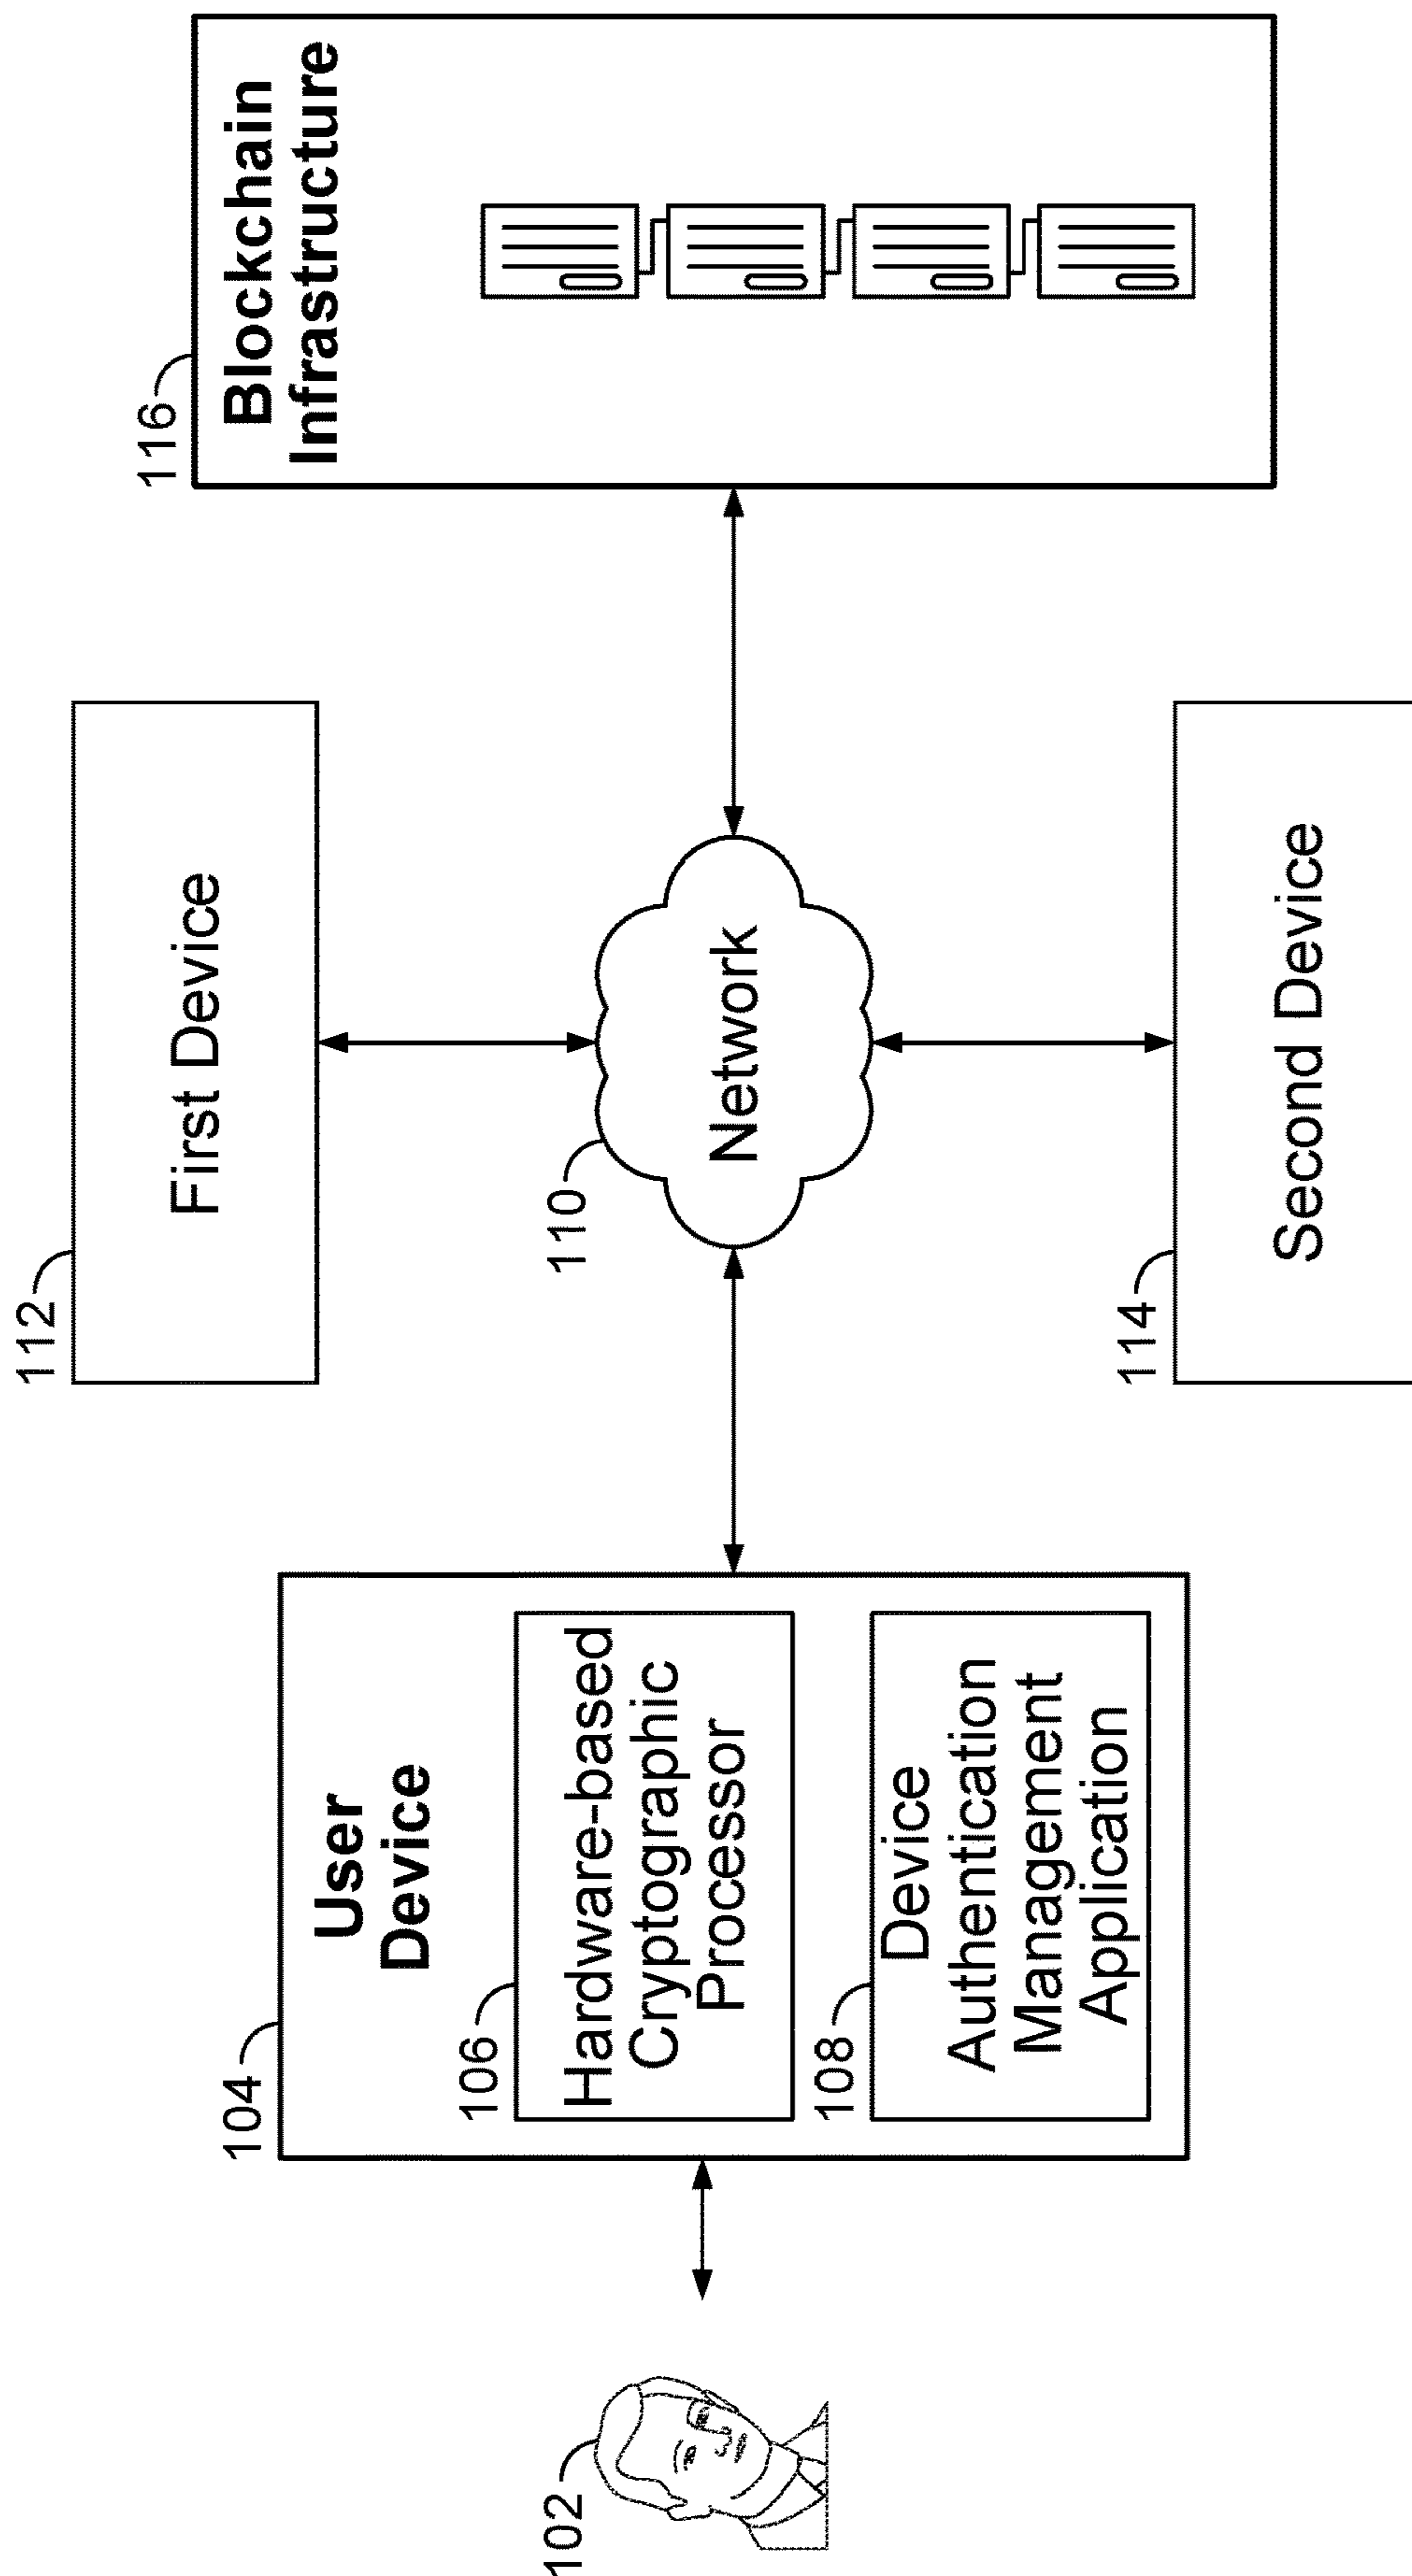 102
104
User
Device
106
Hardware-based
Cryptographic
Processor
108
Device
Authentication
Management
Application
112
First Device
110
Network
114
Second Device
116
Blockchain
Infrastructure